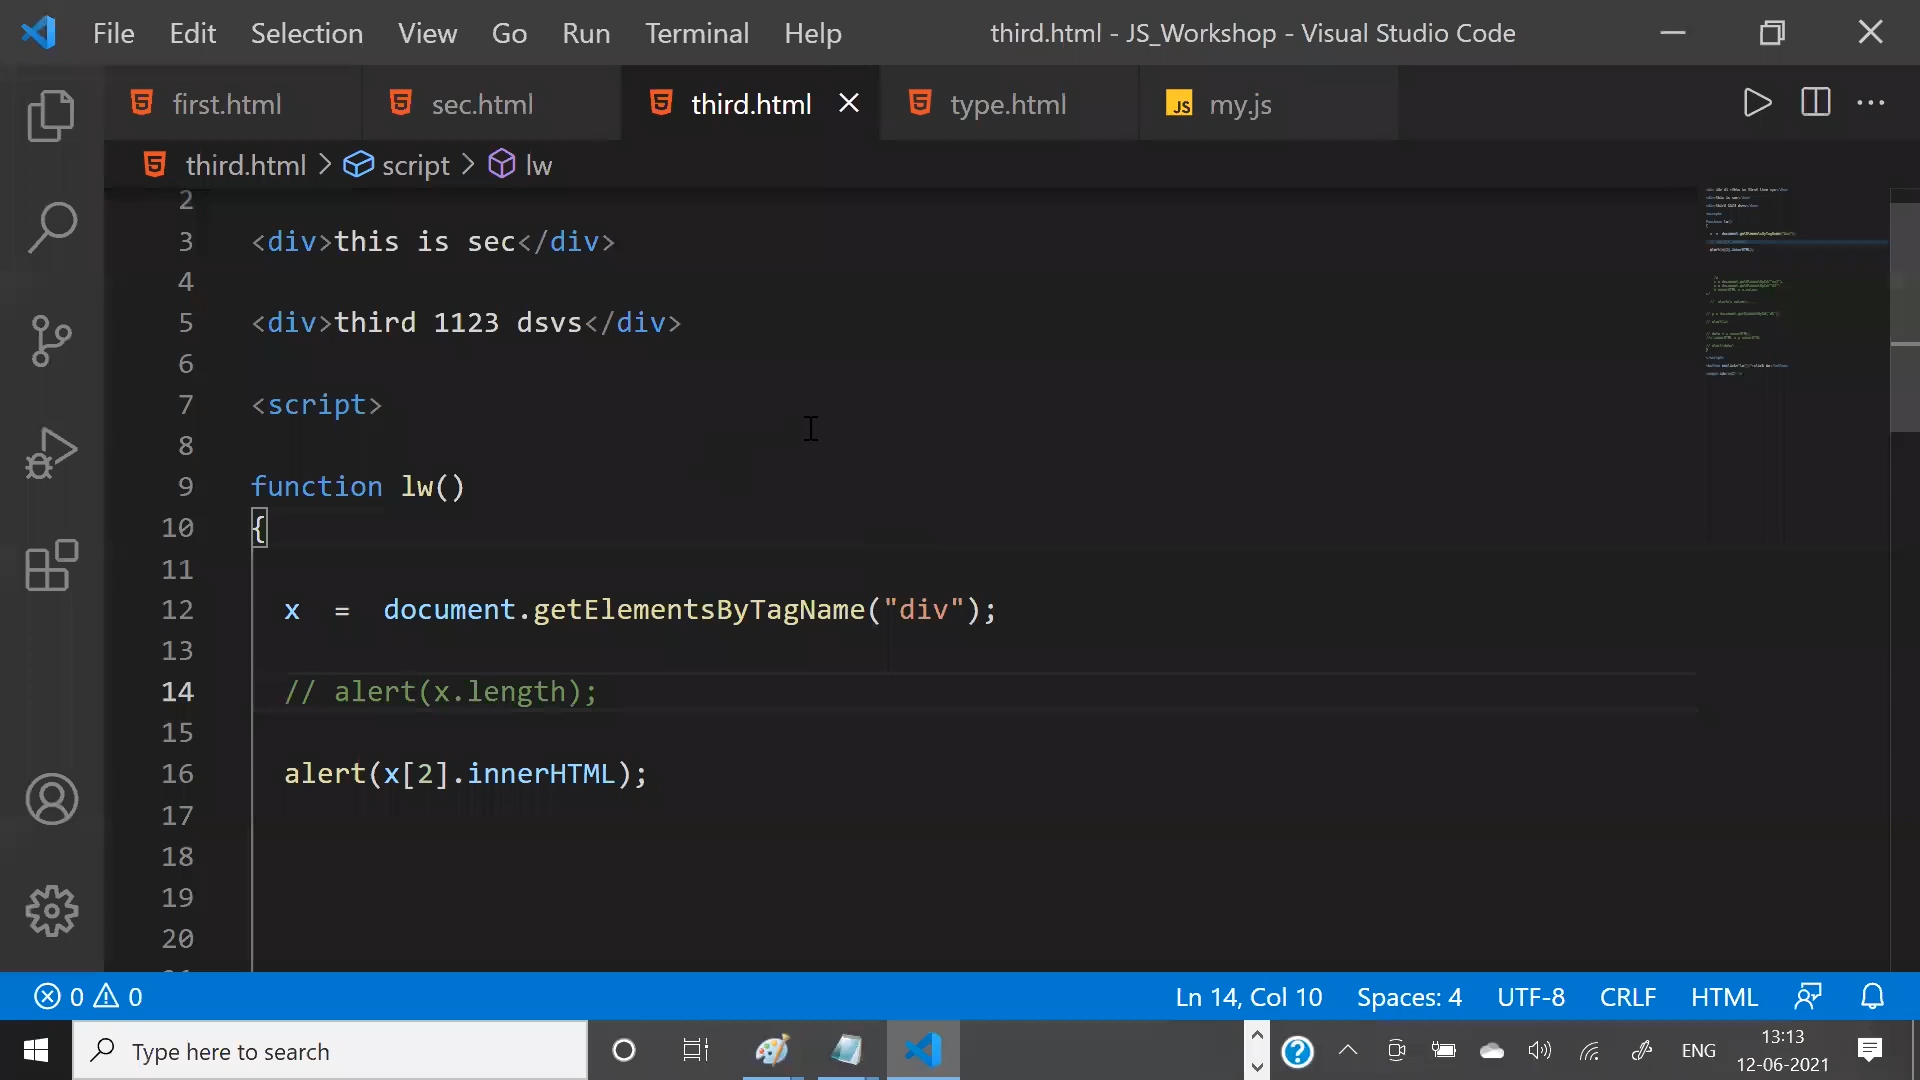 File Edit Selection View Go Run Terminal Help third.html - JS_Workshop - Visual Studio Code
first.html sec.html third.html type.html JS my.js
third.html > script > lw
2
3 <div>this is sec</div>
4
5 <div>third 1123 dsvs</div>
6
7 <script>
8
9 function lw()
10 {
11
12 x = document.getElementsByTagName("div");
13
14 // alert(x.length);
15
16 alert(x[2].innerHTML);
17
18
19
20
0 0 Ln 14, Col 10 Spaces: 4 UTF-8 CRLF HTML
Type here to search ENG 13:13
12-06-2021